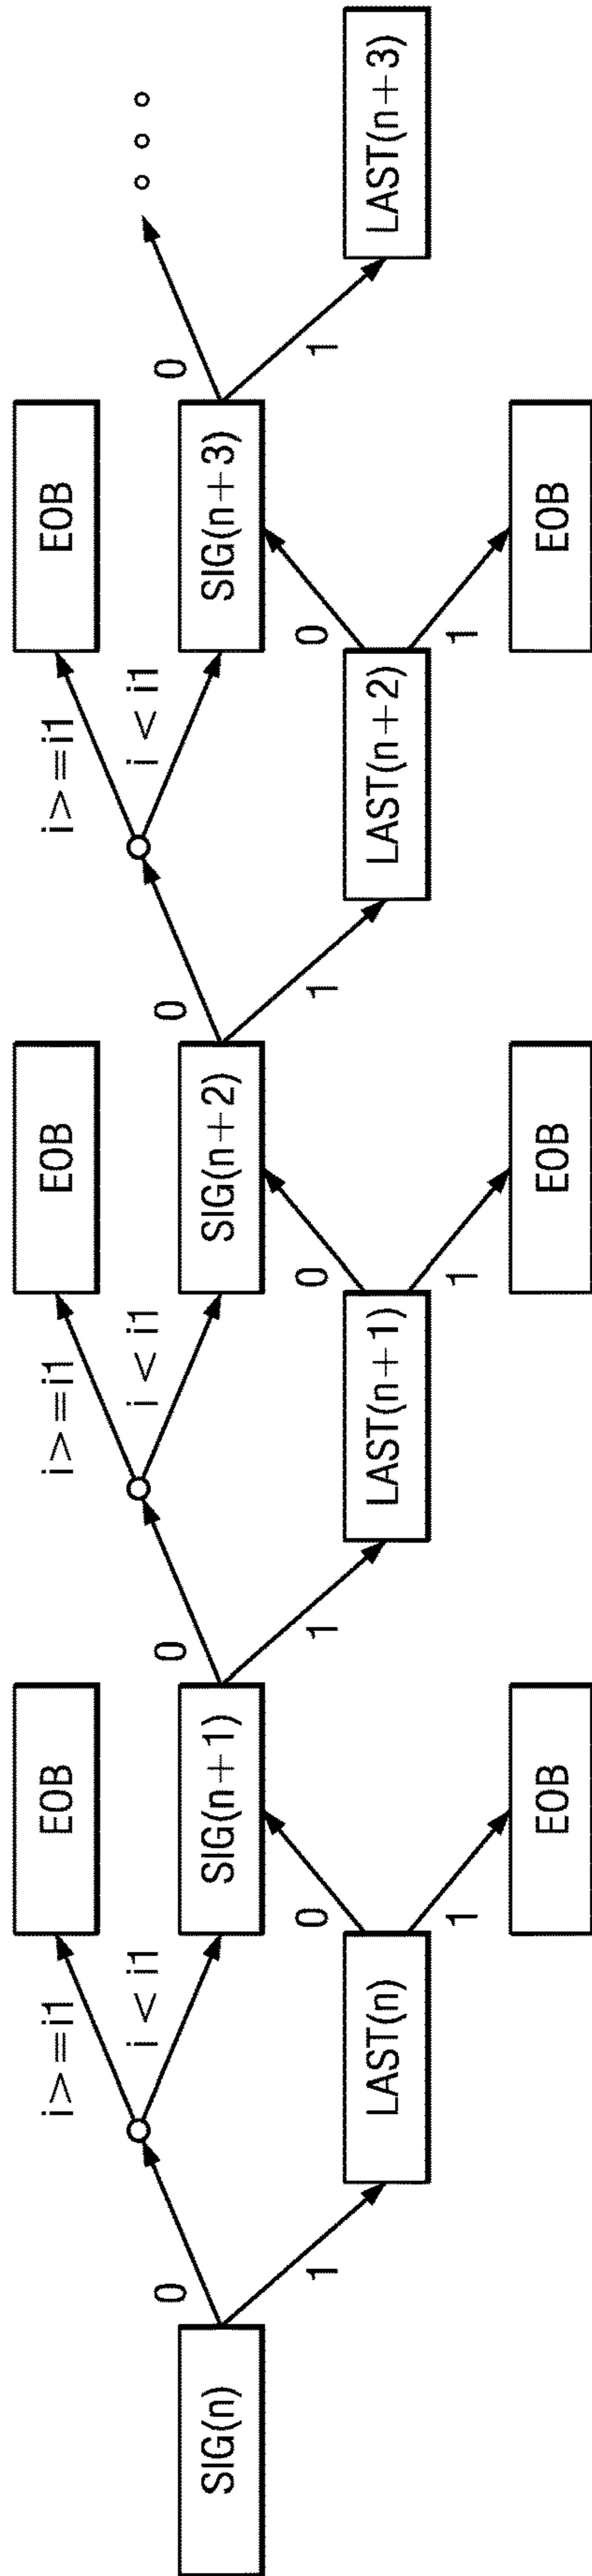 SIG(n)
0
1
i>=i1
i < i1
LAST(n)
EOB
SIG(n+1)
0
1
EOB
0
1
i>=i1
i < i1
LAST(n+1)
EOB
SIG(n+2)
0
1
EOB
0
1
i>=i1
i < i1
LAST(n+2)
EOB
SIG(n+3)
0
1
EOB
0
1
LAST(n+3)